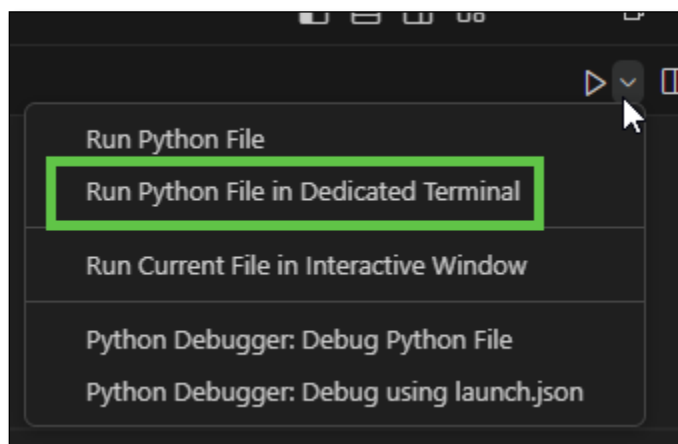 Run Python File
Run Python File in Dedicated Terminal
Run Current File in Interactive Window
Python Debugger: Debug Python File
Python Debugger: Debug using launch.json